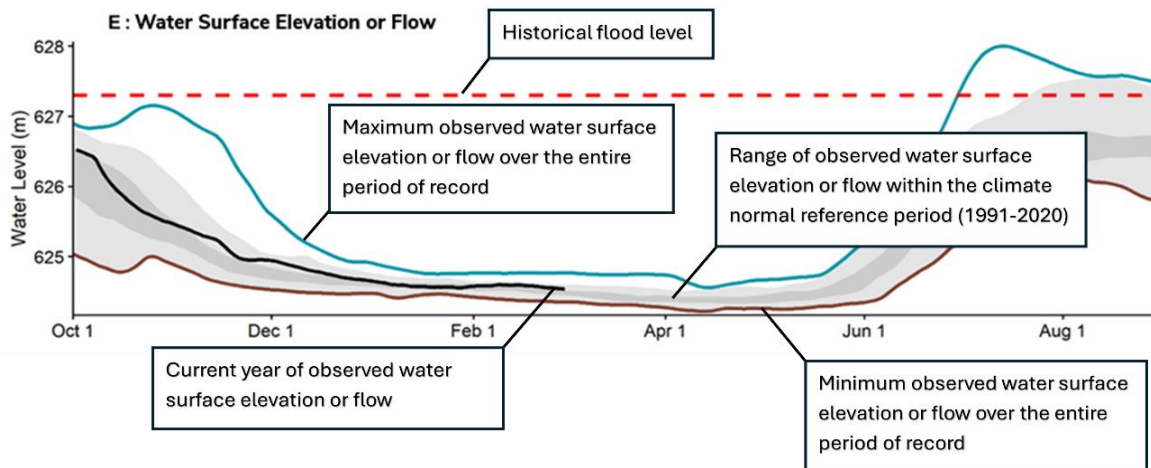 E : Water Surface Elevation or Flow
Historical flood level
628
627
626
625
Water Level (m)
Maximum observed water surface
elevation or flow over the entire
period of record
Range of observed water surface
elevation or flow within the climate
normal reference period (1991-2020)
Oct 1
Dec 1
Feb 1
Apr 1
Jun 1
Aug 1
Current year of observed water
surface elevation or flow
Minimum observed water surface
elevation or flow over the entire
period of record